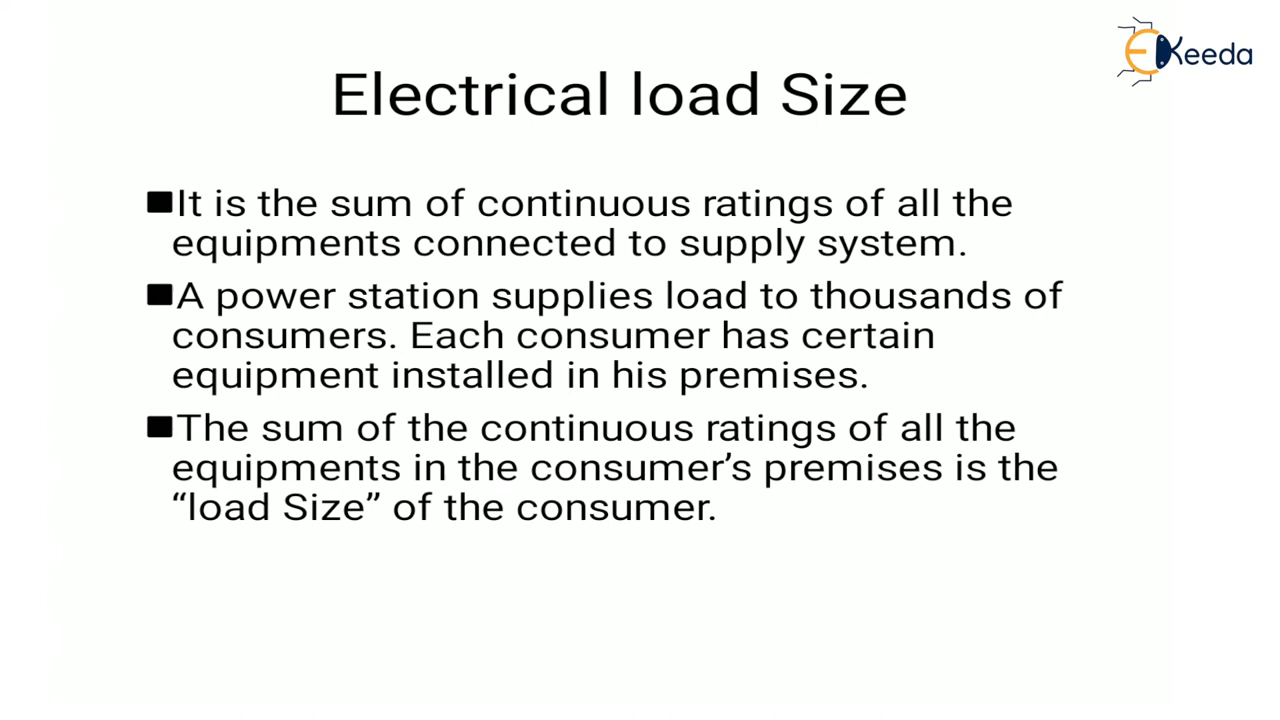 EKeeda
Electrical load Size
■It is the sum of continuous ratings of all the
equipments connected to supply system.
■A power station supplies load to thousands of
consumers. Each consumer has certain
equipment installed in his premises.
■The sum of the continuous ratings of all the
equipments in the consumer’s premises is the
“load Size” of the consumer.